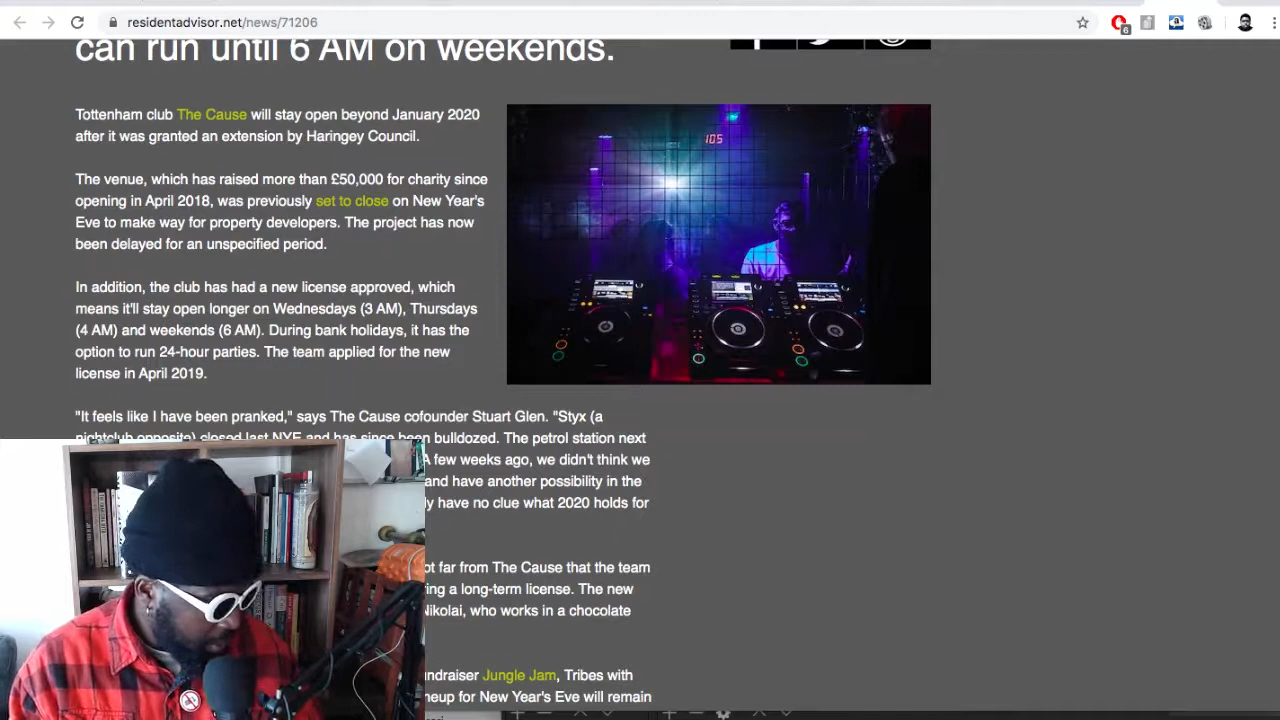 residentadvisor.net/news/71206
6
can run until 6 AM on weekends.
Tottenham club The Cause will stay open beyond January 2020
after it was granted an extension by Haringey Council.
105
The venue, which has raised more than £50,000 for charity since
opening in April 2018, was previously set to close on New Year's
Eve to make way for property developers. The project has now
been delayed for an unspecified period.
In addition, the club has had a new license approved, which
means it'll stay open longer on Wednesdays (3 AM), Thursdays
(4 AM) and weekends (6 AM). During bank holidays, it has the
option to run 24-hour parties. The team applied for the new
license in April 2019.
"It feels like I have been pranked," says The Cause cofounder Stuart Glen. "Styx (a
nightclub opposite) closed last NYE and has since been bulldozed. The petrol station next
A few weeks ago, we didn't think we
and have another possibility in the
have no clue what 2020 holds for
far from The Cause that the team
a long-term license. The new
Nikolai, who works in a chocolate
Jungle Jam, Tribes with
for New Year's Eve will remain